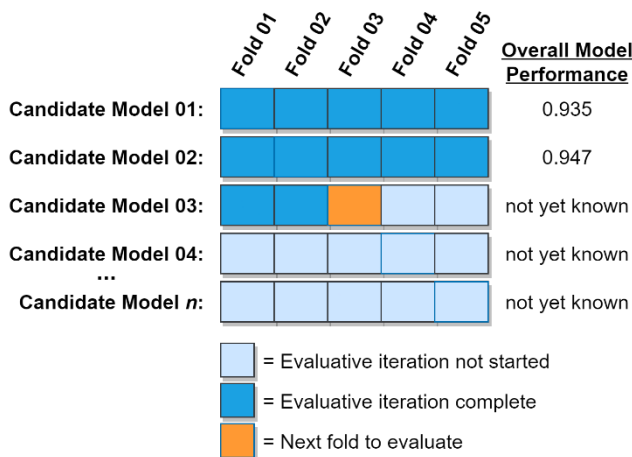 Fold 01
Fold 02
Fold 03
Fold 04
Fold 05
Overall Model
Performance
Candidate Model 01:
0.935
Candidate Model 02:
0.947
Candidate Model 03:
not yet known
Candidate Model 04:
not yet known
...
Candidate Model n:
not yet known
= Evaluative iteration not started
= Evaluative iteration complete
= Next fold to evaluate